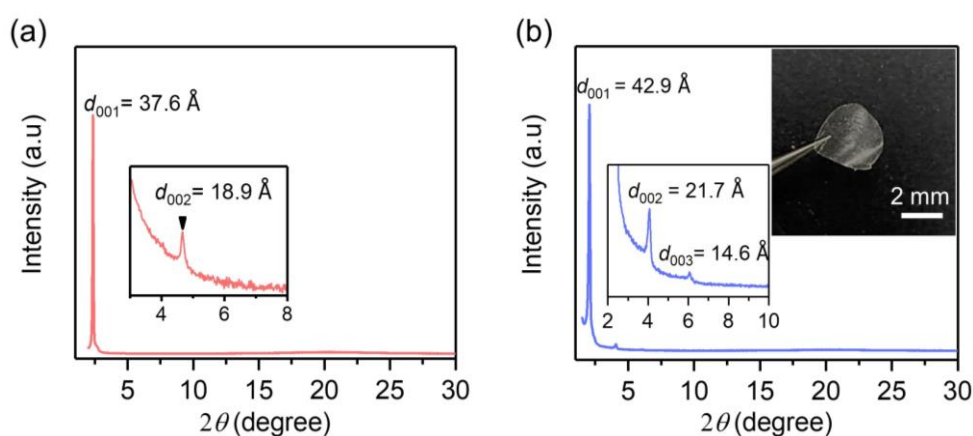 (a)
Intensity (a.u)
d001 = 37.6 Å
d002 = 18.9 Å
4 6 8
5 10 15 20 25 30
2θ (degree)
(b)
Intensity (a.u)
d001 = 42.9 Å
d002 = 21.7 Å
d003 = 14.6 Å
2 4 6 8 10
2 mm
5 10 15 20 25 30
2θ (degree)